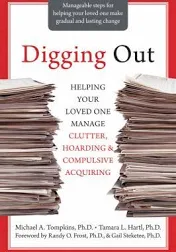 Manageable steps for
helping your loved one make
gradual and lasting change
Digging Out
HELPING
YOUR
LOVED ONE
MANAGE
CLUTTER,
HOARDING &
COMPULSIVE
ACQUIRING
Michael A. Tompkins, Ph.D. • Tamara L. Hartl, Ph.D.
Foreword by Randy O. Frost, Ph.D., & Gail Steketee, Ph.D.